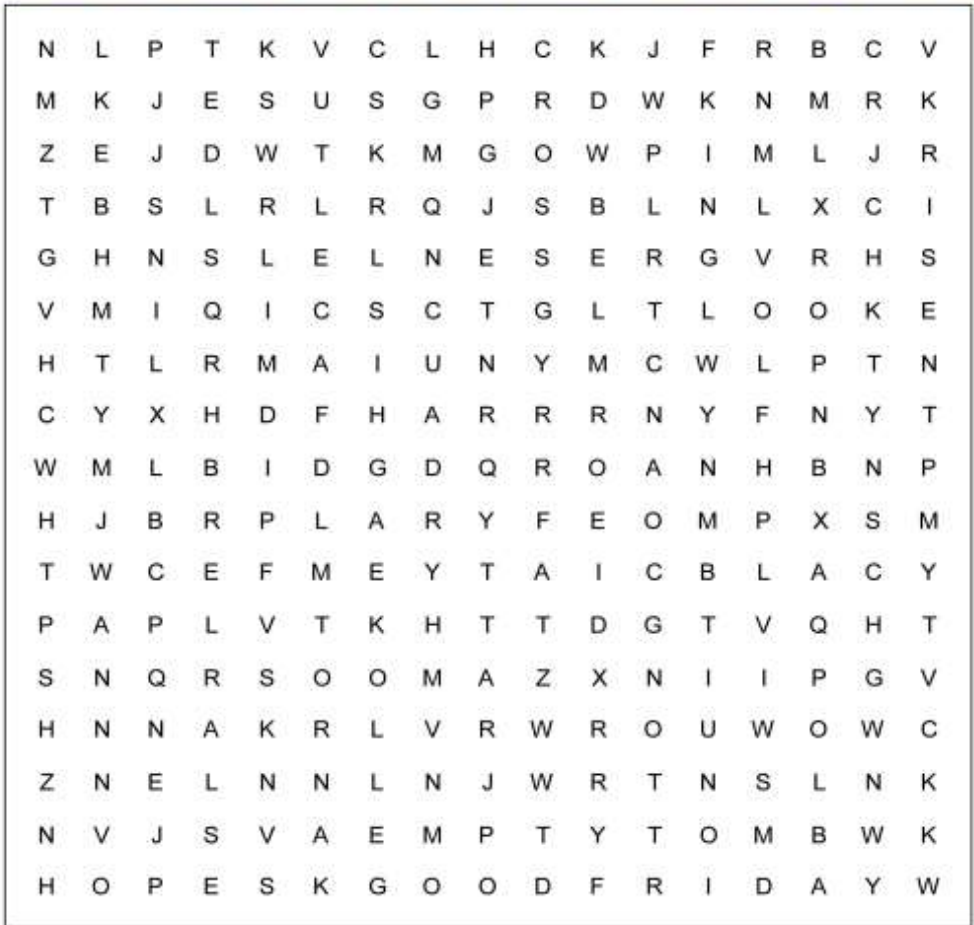 N L P T K V C L H C K J F R B C V
M K J E S U S G P R D W K N M R K
Z E J D W T K M G O W P I M L J R
T B S L R L R Q J S B L N L X C I
G H N S L E L N E S E R G V R H S
V M I Q I C S C T G L T L O O K E
H T L R M A I U N Y M C W L P T N
C Y X H D F H A R R R N Y F N Y T
W M L B I D G D Q R O A N H B N P
H J B R P L A R Y F E O M P X S M
T W C E F M E Y T A I C B L A C Y
P A P L V T K H T T D G T V Q H T
S N Q R S O O M A Z X N I I P G V
H N N A K R L V R W R O U W O W C
Z N E L N N L N J W R T N S L N K
N V J S V A E M P T Y T O M B W K
H O P E S K G O O D F R I D A Y W